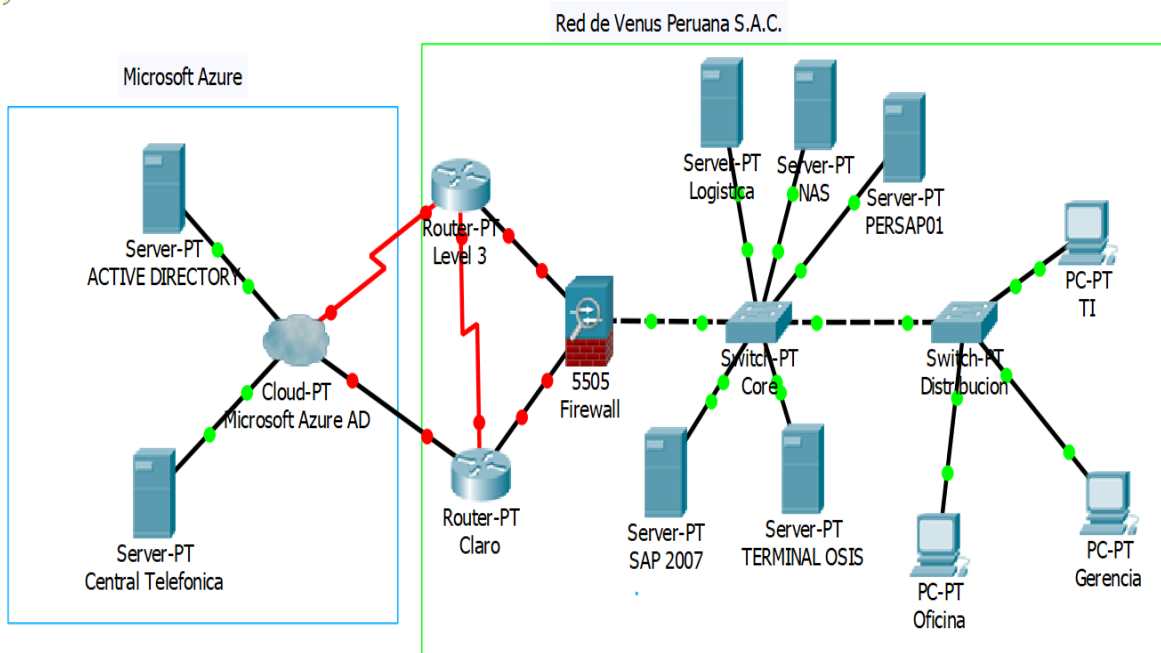 Red de Venus Peruana S.A.C.
Microsoft Azure
Server-PT
ACTIVE DIRECTORY
Cloud-PT
Microsoft Azure AD
Server-PT
Central Telefonica
Router-PT
Level 3
Router-PT
Claro
5505
Firewall
Server-PT
Logistica
Server-PT
NAS
Server-PT
PERSAP01
Switch-PT
Core
Server-PT
SAP 2007
Server-PT
TERMINAL OSIS
Switch-PT
Distribucion
PC-PT
TI
PC-PT
Oficina
PC-PT
Gerencia